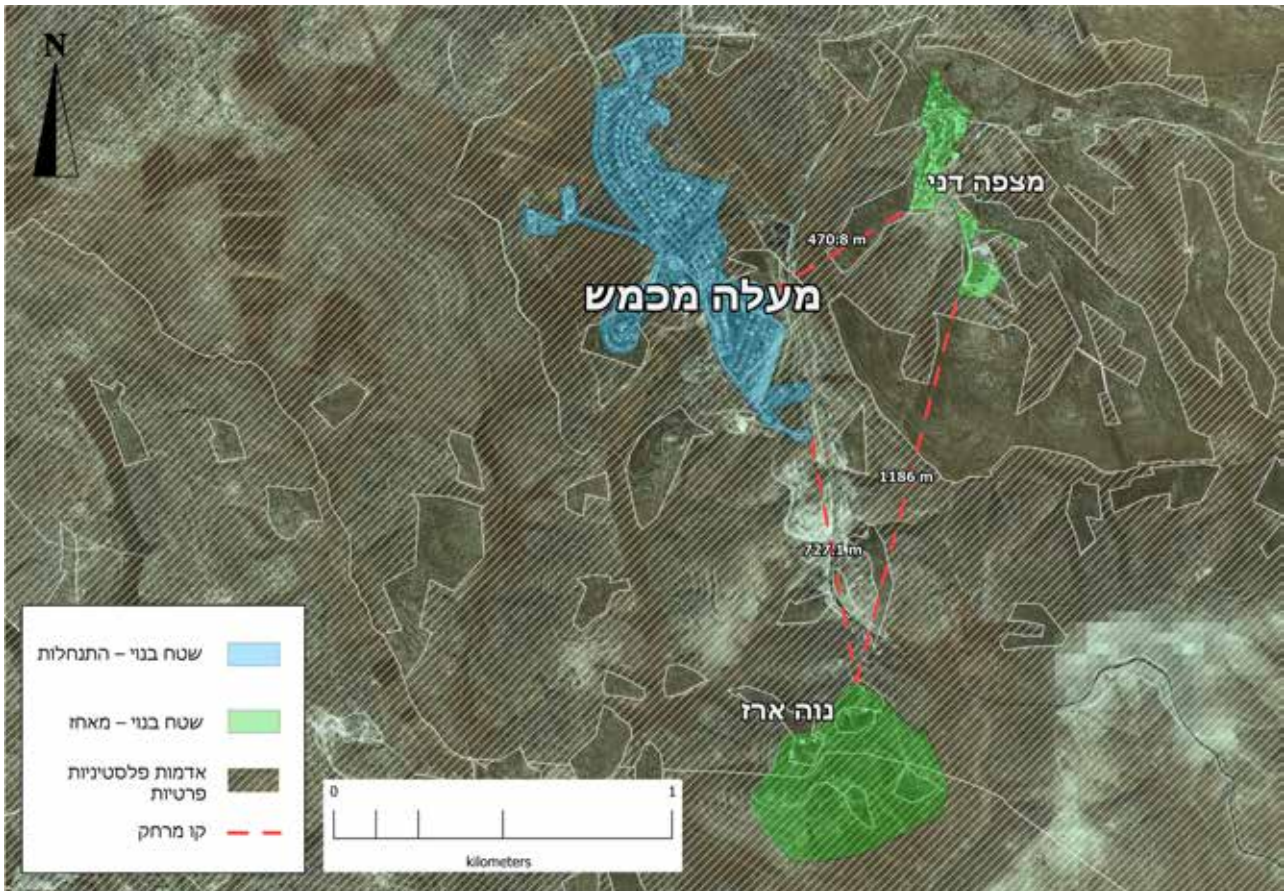 N
מצפה דני
470.8 m
מעלה מכמש
1186 m
727.1 m
נוה ארז
שטח בנוי – התנחלות
שטח בנוי – מאחז
אדמות פלסטיניות
פרטיות
קו מרחק
0 1
kilometers